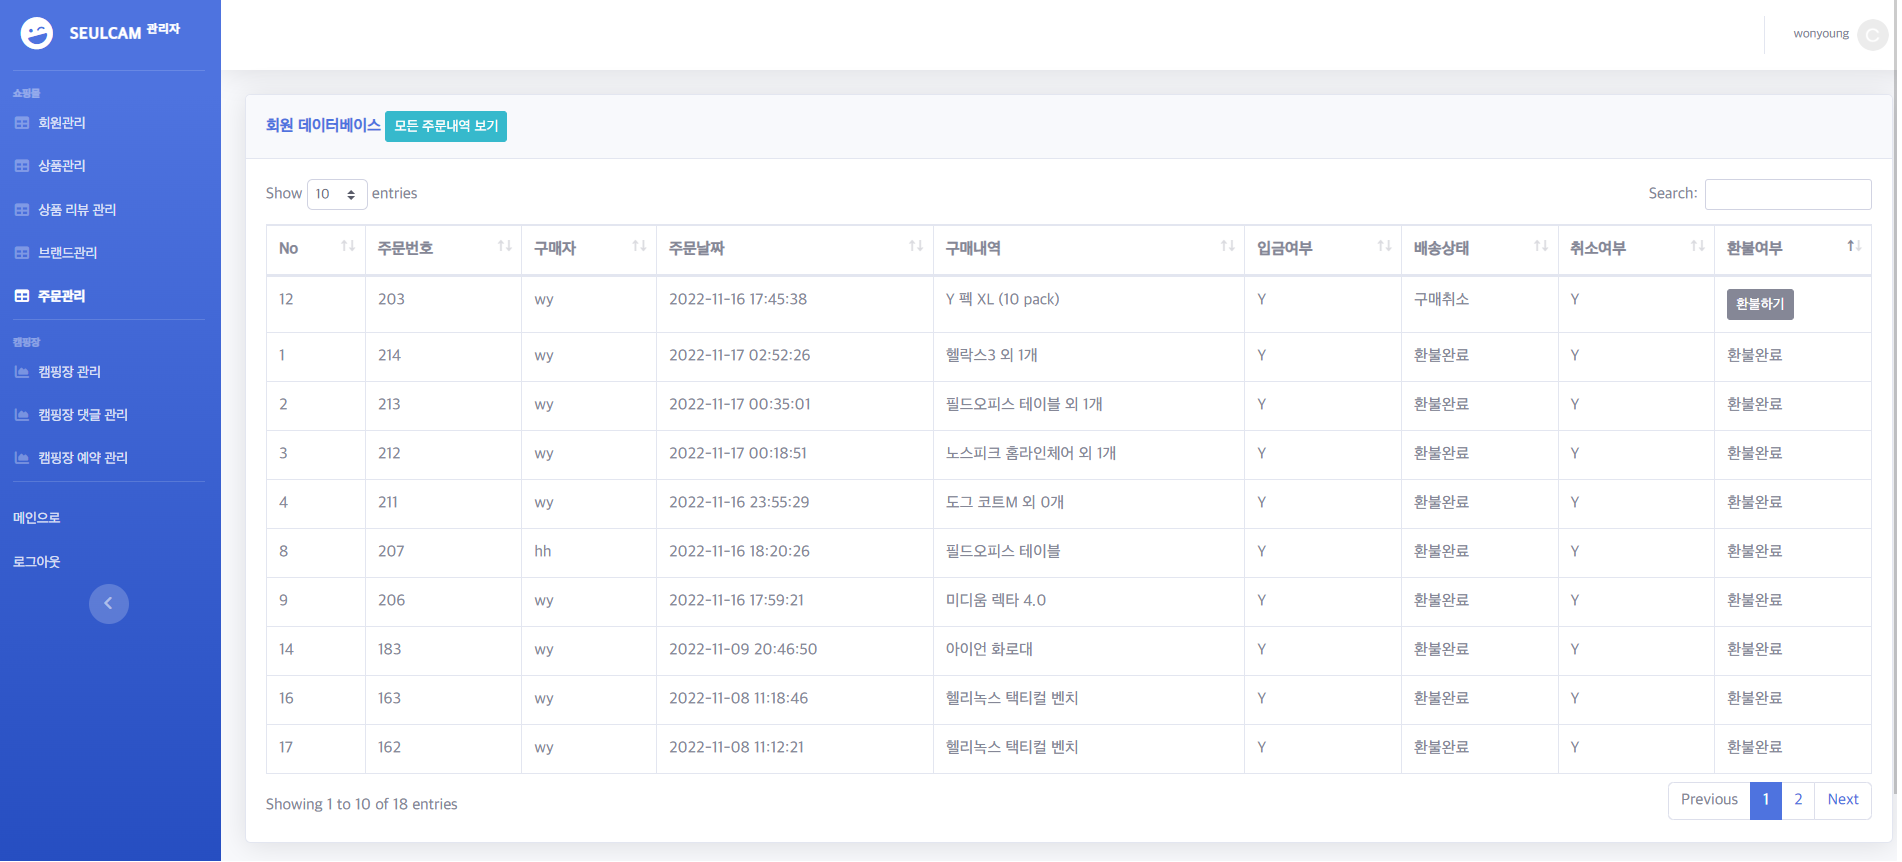 SEULCAM 관리자
wonyoung
쇼핑몰
회원관리
상품관리
상품 리뷰 관리
브랜드관리
주문관리
캠핑장
캠핑장 관리
캠핑장 댓글 관리
캠핑장 예약 관리
메인으로
로그아웃
회원 데이터베이스 모든 주문내역 보기
Show 10 entries Search:
No 주문번호 구매자 주문날짜 구매내역 입금여부 배송상태 취소여부 환불여부
12 203 wy 2022-11-16 17:45:38 Y 펙 XL (10 pack) Y 구매취소 Y 환불하기
1 214 wy 2022-11-17 02:52:26 헬락스3 외 1개 Y 환불완료 Y 환불완료
2 213 wy 2022-11-17 00:35:01 필드오피스 테이블 외 1개 Y 환불완료 Y 환불완료
3 212 wy 2022-11-17 00:18:51 노스피크 홈라인체어 외 1개 Y 환불완료 Y 환불완료
4 211 wy 2022-11-16 23:55:29 도그 코트M 외 0개 Y 환불완료 Y 환불완료
8 207 hh 2022-11-16 18:20:26 필드오피스 테이블 Y 환불완료 Y 환불완료
9 206 wy 2022-11-16 17:59:21 미디움 렉타 4.0 Y 환불완료 Y 환불완료
14 183 wy 2022-11-09 20:46:50 아이언 화로대 Y 환불완료 Y 환불완료
16 163 wy 2022-11-08 11:18:46 헬리녹스 택티컬 벤치 Y 환불완료 Y 환불완료
17 162 wy 2022-11-08 11:12:21 헬리녹스 택티컬 벤치 Y 환불완료 Y 환불완료
Showing 1 to 10 of 18 entries Previous 1 2 Next